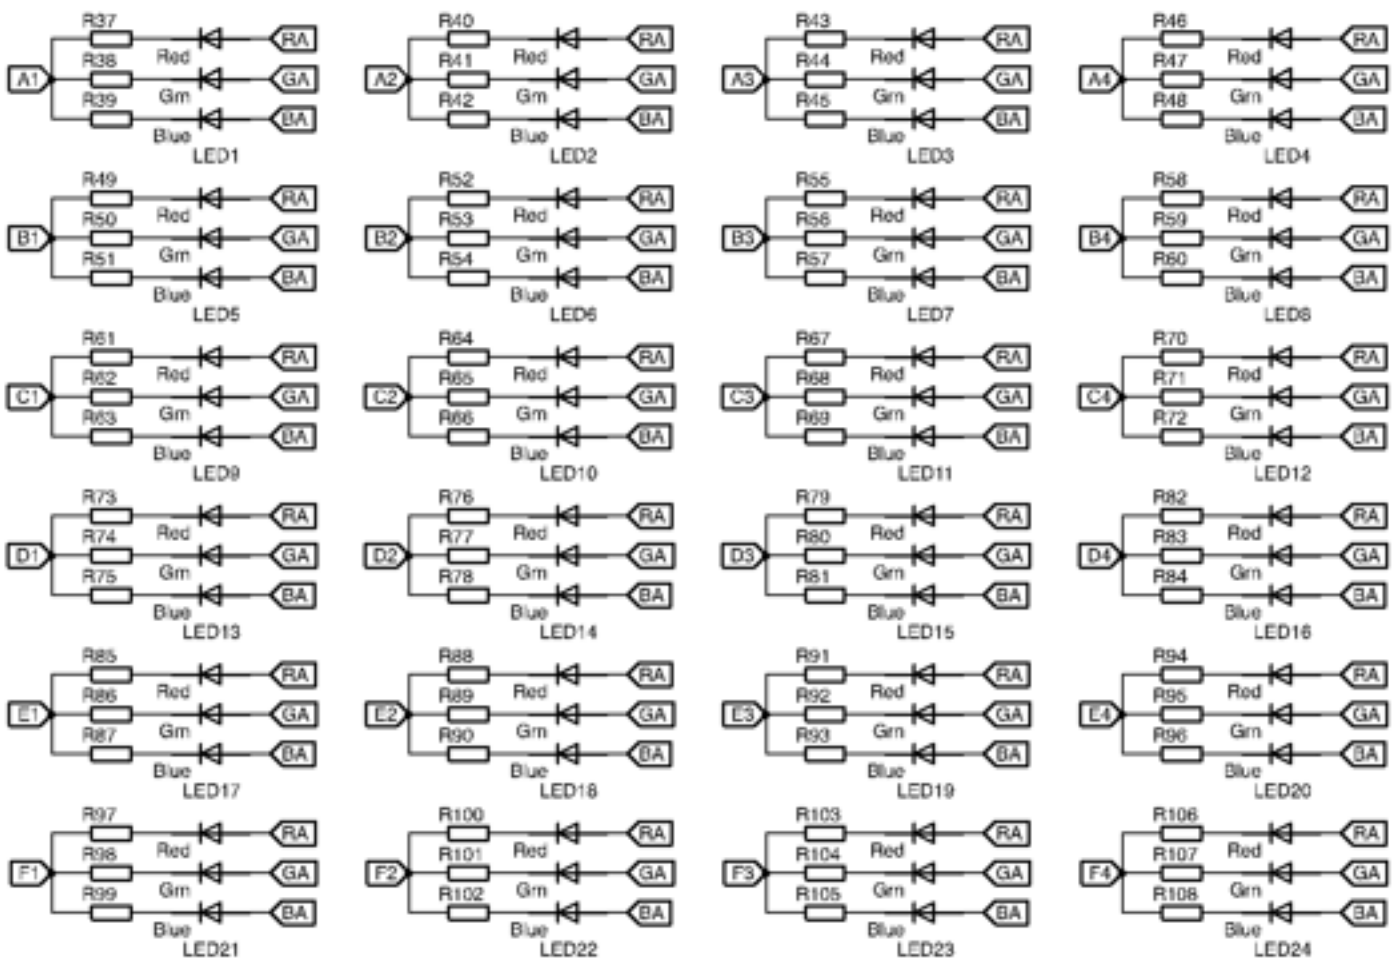 R37 R40 R43 R46
RA RA RA RA
Red Red Red Red
R38 R41 R44 R47
A1 GA A2 GA A3 GA A4 GA
Grn Grn Grn Grn
R39 R42 R45 R48
BA BA BA BA
Blue Blue Blue Blue
LED1 LED2 LED3 LED4
R49 R52 R55 R58
RA RA RA RA
Red Red Red Red
R50 R53 R56 R59
B1 GA B2 GA B3 GA B4 GA
Grn Grn Grn Grn
R51 R54 R57 R60
BA BA BA BA
Blue Blue Blue Blue
LED5 LED6 LED7 LED8
R61 R64 R67 R70
RA RA RA RA
Red Red Red Red
R62 R65 R68 R71
C1 GA C2 GA C3 GA C4 GA
Grn Grn Grn Grn
R63 R66 R69 R72
BA BA BA BA
Blue Blue Blue Blue
LED9 LED10 LED11 LED12
R73 R76 R79 R82
RA RA RA RA
Red Red Red Red
R74 R77 R80 R83
D1 GA D2 GA D3 GA D4 GA
Grn Grn Grn Grn
R75 R78 R81 R84
BA BA BA BA
Blue Blue Blue Blue
LED13 LED14 LED15 LED16
R85 R88 R91 R94
RA RA RA RA
Red Red Red Red
R86 R89 R92 R95
E1 GA E2 GA E3 GA E4 GA
Grn Grn Grn Grn
R87 R90 R93 R96
BA BA BA BA
Blue Blue Blue Blue
LED17 LED18 LED19 LED20
R97 R100 R103 R106
RA RA RA RA
Red Red Red Red
R98 R101 R104 R107
F1 GA F2 GA F3 GA F4 GA
Grn Grn Grn Grn
R99 R102 R105 R108
BA BA BA BA
Blue Blue Blue Blue
LED21 LED22 LED23 LED24